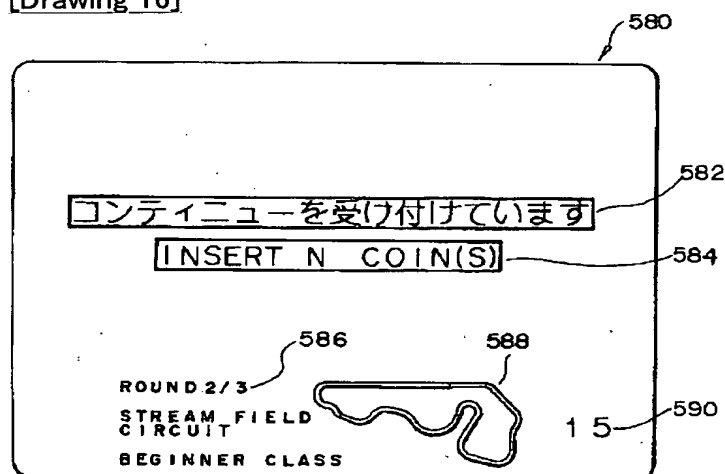 [Drawing 16]
580
コンティニューを受け付けています
582
INSERT N COIN(S)
584
586
588
ROUND 2/3
STREAM FIELD
CIRCUIT
15
590
BEGINNER CLASS